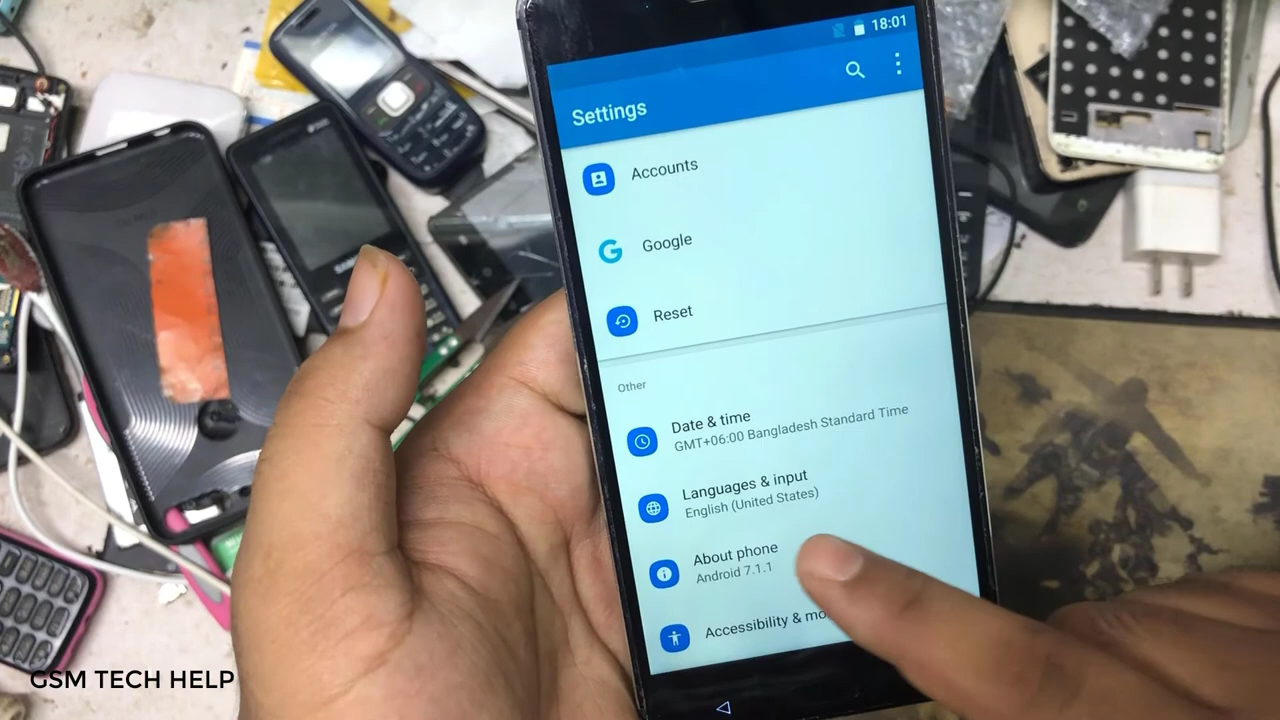 18:01
Settings
Accounts
Google
Reset
Other
Date & time
GMT+06:00 Bangladesh Standard Time
Languages & input
English (United States)
About phone
Android 7.1.1
Accessibility & mo
GSM TECH HELP